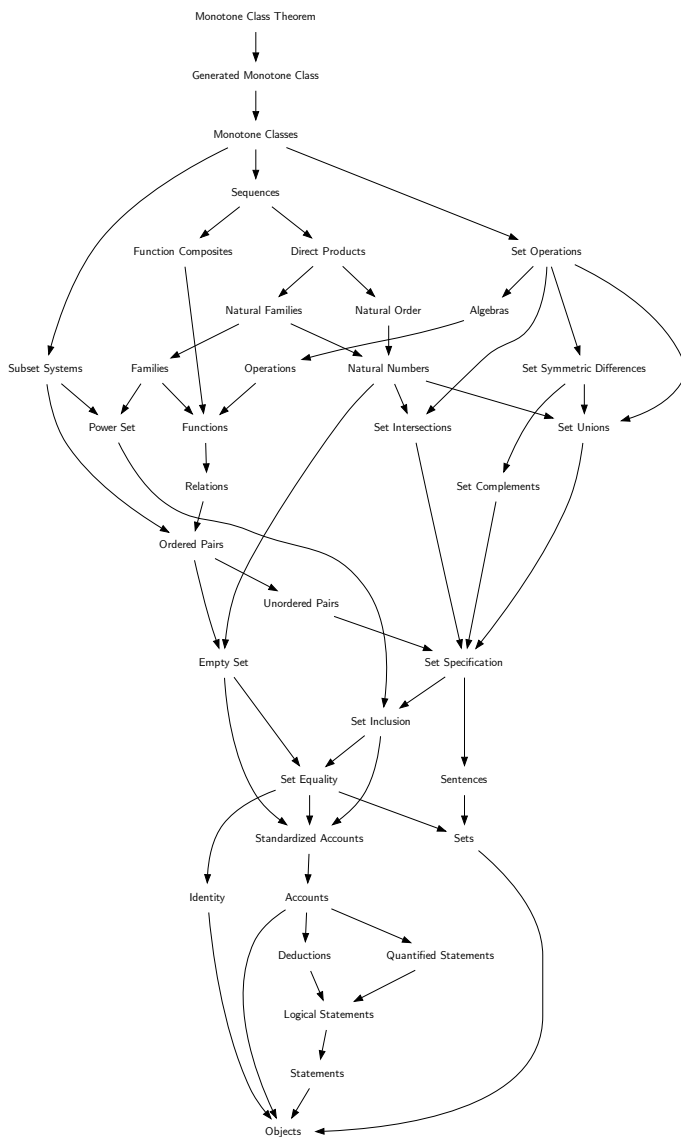 Monotone Class Theorem
Generated Monotone Class
Monotone Classes
Sequences
Function Composites
Direct Products
Set Operations
Natural Families
Natural Order
Algebras
Subset Systems
Families
Operations
Natural Numbers
Set Symmetric Differences
Power Set
Functions
Set Intersections
Set Unions
Relations
Set Complements
Ordered Pairs
Unordered Pairs
Empty Set
Set Specification
Set Inclusion
Set Equality
Sentences
Standardized Accounts
Sets
Identity
Accounts
Deductions
Quantified Statements
Logical Statements
Statements
Objects